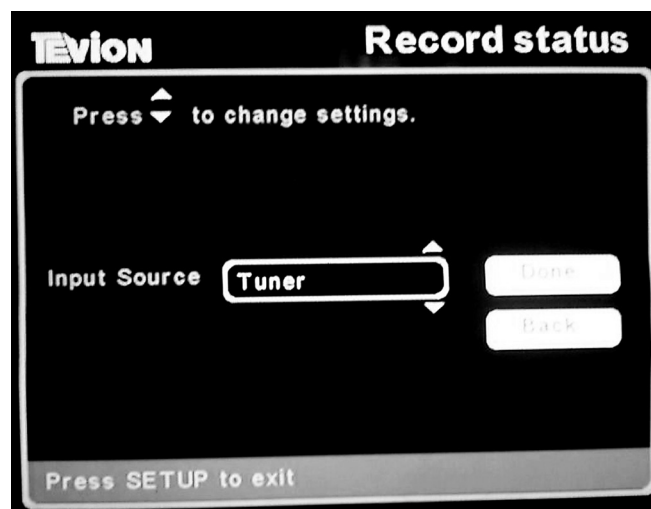 TEVION
Record status
Press to change settings.
Input Source
Tuner
Done
Back
Press SETUP to exit